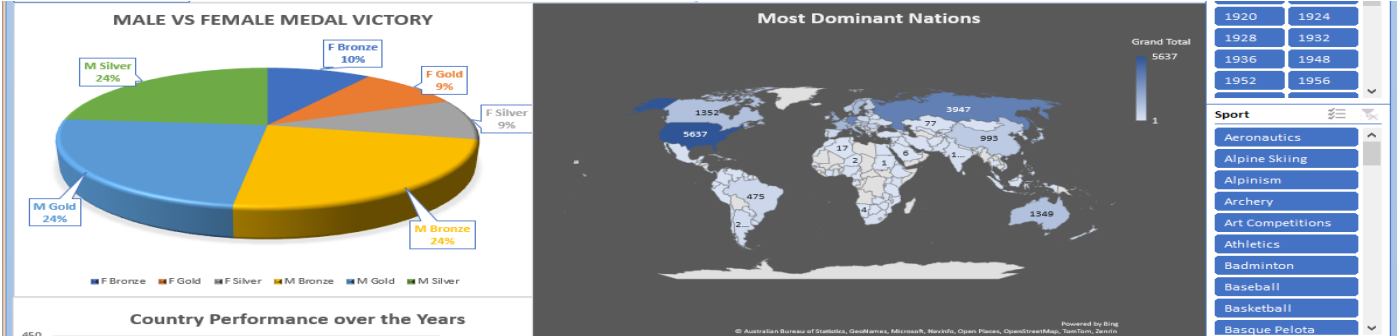 MALE VS FEMALE MEDAL VICTORY
F Bronze
10%
F Gold
9%
F Silver
9%
M Silver
24%
M Gold
24%
M Bronze
24%
F Bronze F Gold F Silver M Bronze M Gold M Silver
Country Performance over the Years
450
Most Dominant Nations
Grand Total
5637
1
1352
5637
3947
77
993
17
2
1
6
1...
475
2...
4
1349
Powered by Bing
© Australian Bureau of Statistics, GeoNames, Microsoft, Navinfo, Open Places, OpenStreetMap, TomTom, Zenrin
1920 1924
1928 1932
1936 1948
1952 1956
Sport
Aeronautics
Alpine Skiing
Alpinism
Archery
Art Competitions
Athletics
Badminton
Baseball
Basketball
Basque Pelota